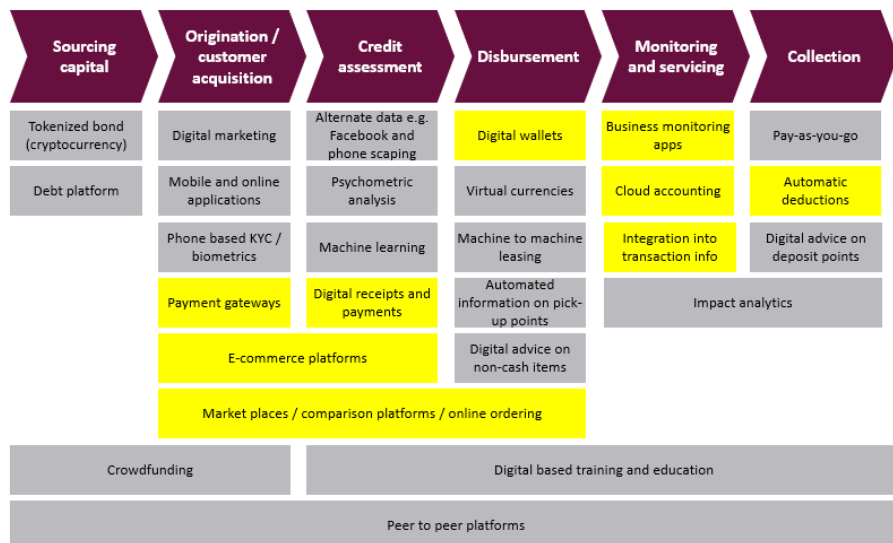 Sourcing
capital
Origination /
customer
acquisition
Credit
assessment
Disbursement
Monitoring
and servicing
Collection
Tokenized bond
(cryptocurrency)
Digital marketing
Alternate data e.g.
Facebook and
phone scaping
Digital wallets
Business monitoring
apps
Pay-as-you-go
Debt platform
Mobile and online
applications
Psychometric
analysis
Virtual currencies
Cloud accounting
Automatic
deductions
Phone based KYC /
biometrics
Machine learning
Machine to machine
leasing
Integration into
transaction info
Digital advice on
deposit points
Payment gateways
Digital receipts and
payments
Automated
information on pick-
up points
Impact analytics
E-commerce platforms
Digital advice on
non-cash items
Market places / comparison platforms / online ordering
Crowdfunding
Digital based training and education
Peer to peer platforms